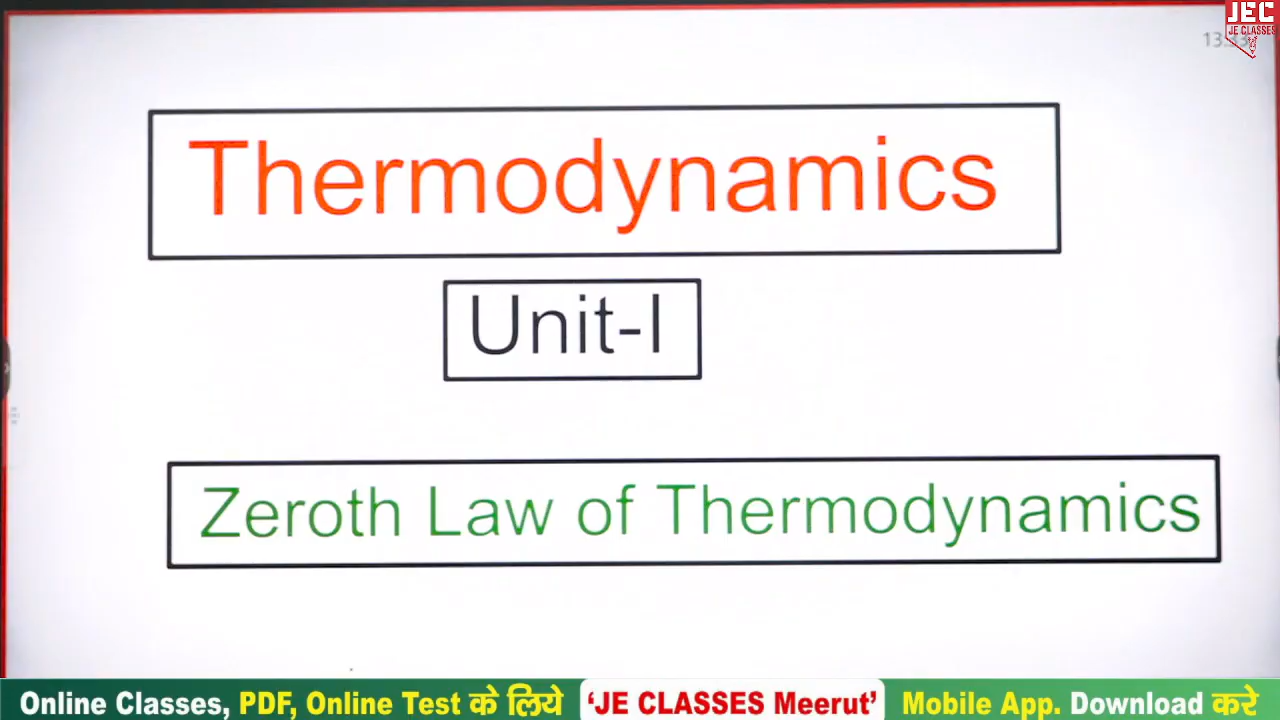 JEC
JE CLASSES
Thermodynamics
Unit-I
Zeroth Law of Thermodynamics
Online Classes, PDF, Online Test के लिये 'JE CLASSES Meerut' Mobile App. Download करे